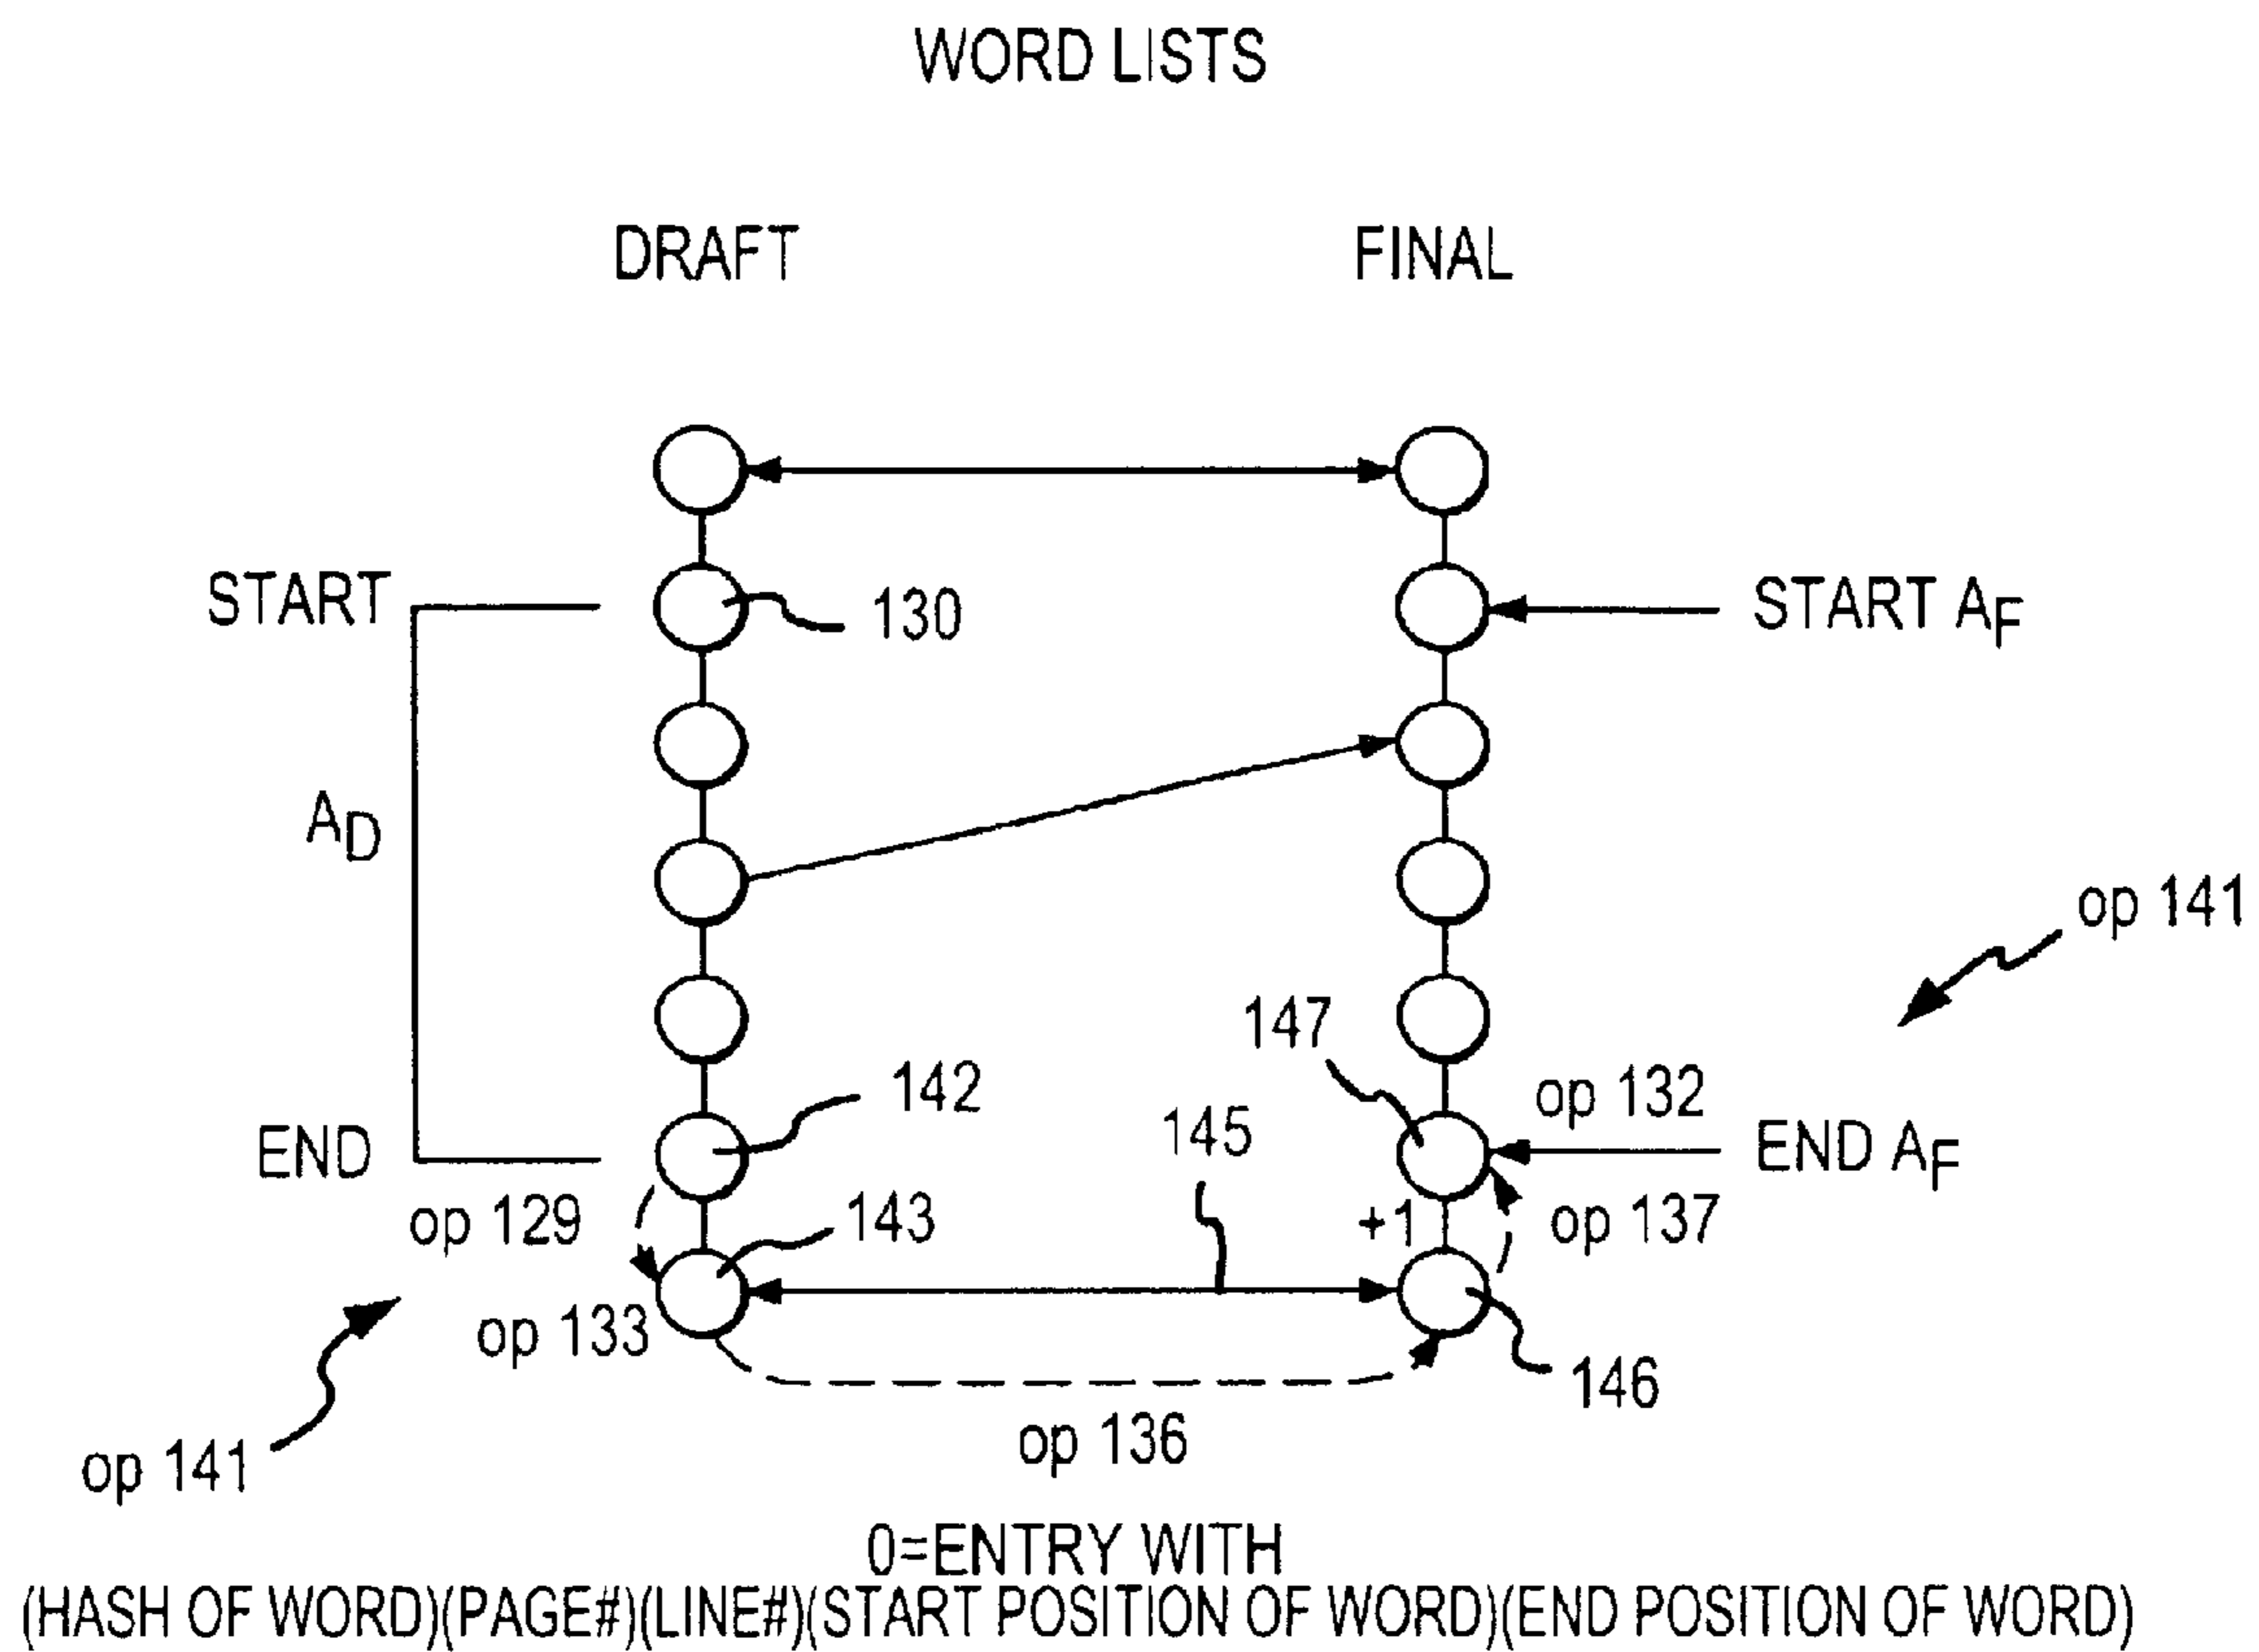 WORD LISTS
DRAFT FINAL
START 130 START AF
AD
op 141
147
142 op 132
145
END END AF
op 129 143 +1 op 137
op 133
146
op 136
op 141
0=ENTRY WITH
(HASH OF WORD)(PAGE#)(LINE#)(START POSITION OF WORD)(END POSITION OF WORD)